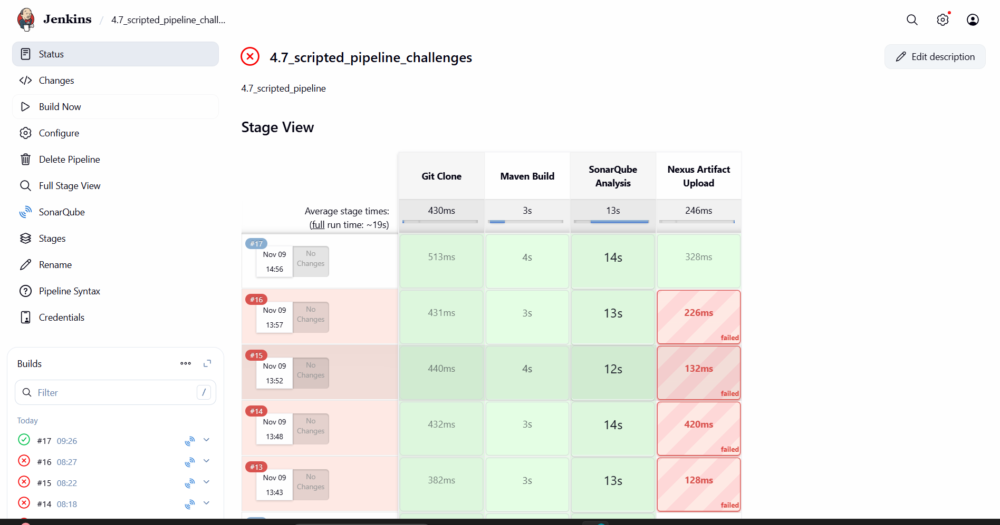 Jenkins / 4.7_scripted_pipeline_chall...
Status
Changes
Build Now
Configure
Delete Pipeline
Full Stage View
SonarQube
Stages
Rename
Pipeline Syntax
Credentials
Builds
Filter /
Today
#17 09:26
#16 08:27
#15 08:22
#14 08:18
4.7_scripted_pipeline_challenges
Edit description
4.7_scripted_pipeline
Stage View
Git Clone
Maven Build
SonarQube
Analysis
Nexus Artifact
Upload
Average stage times:
(full run time: ~19s)
430ms
3s
13s
246ms
#17
Nov 09
14:56
No
Changes
513ms
4s
14s
328ms
#16
Nov 09
13:57
No
Changes
431ms
3s
13s
226ms
failed
#15
Nov 09
13:52
No
Changes
440ms
4s
12s
132ms
failed
#14
Nov 09
13:48
No
Changes
432ms
3s
14s
420ms
failed
#13
Nov 09
13:43
No
Changes
382ms
3s
13s
128ms
failed